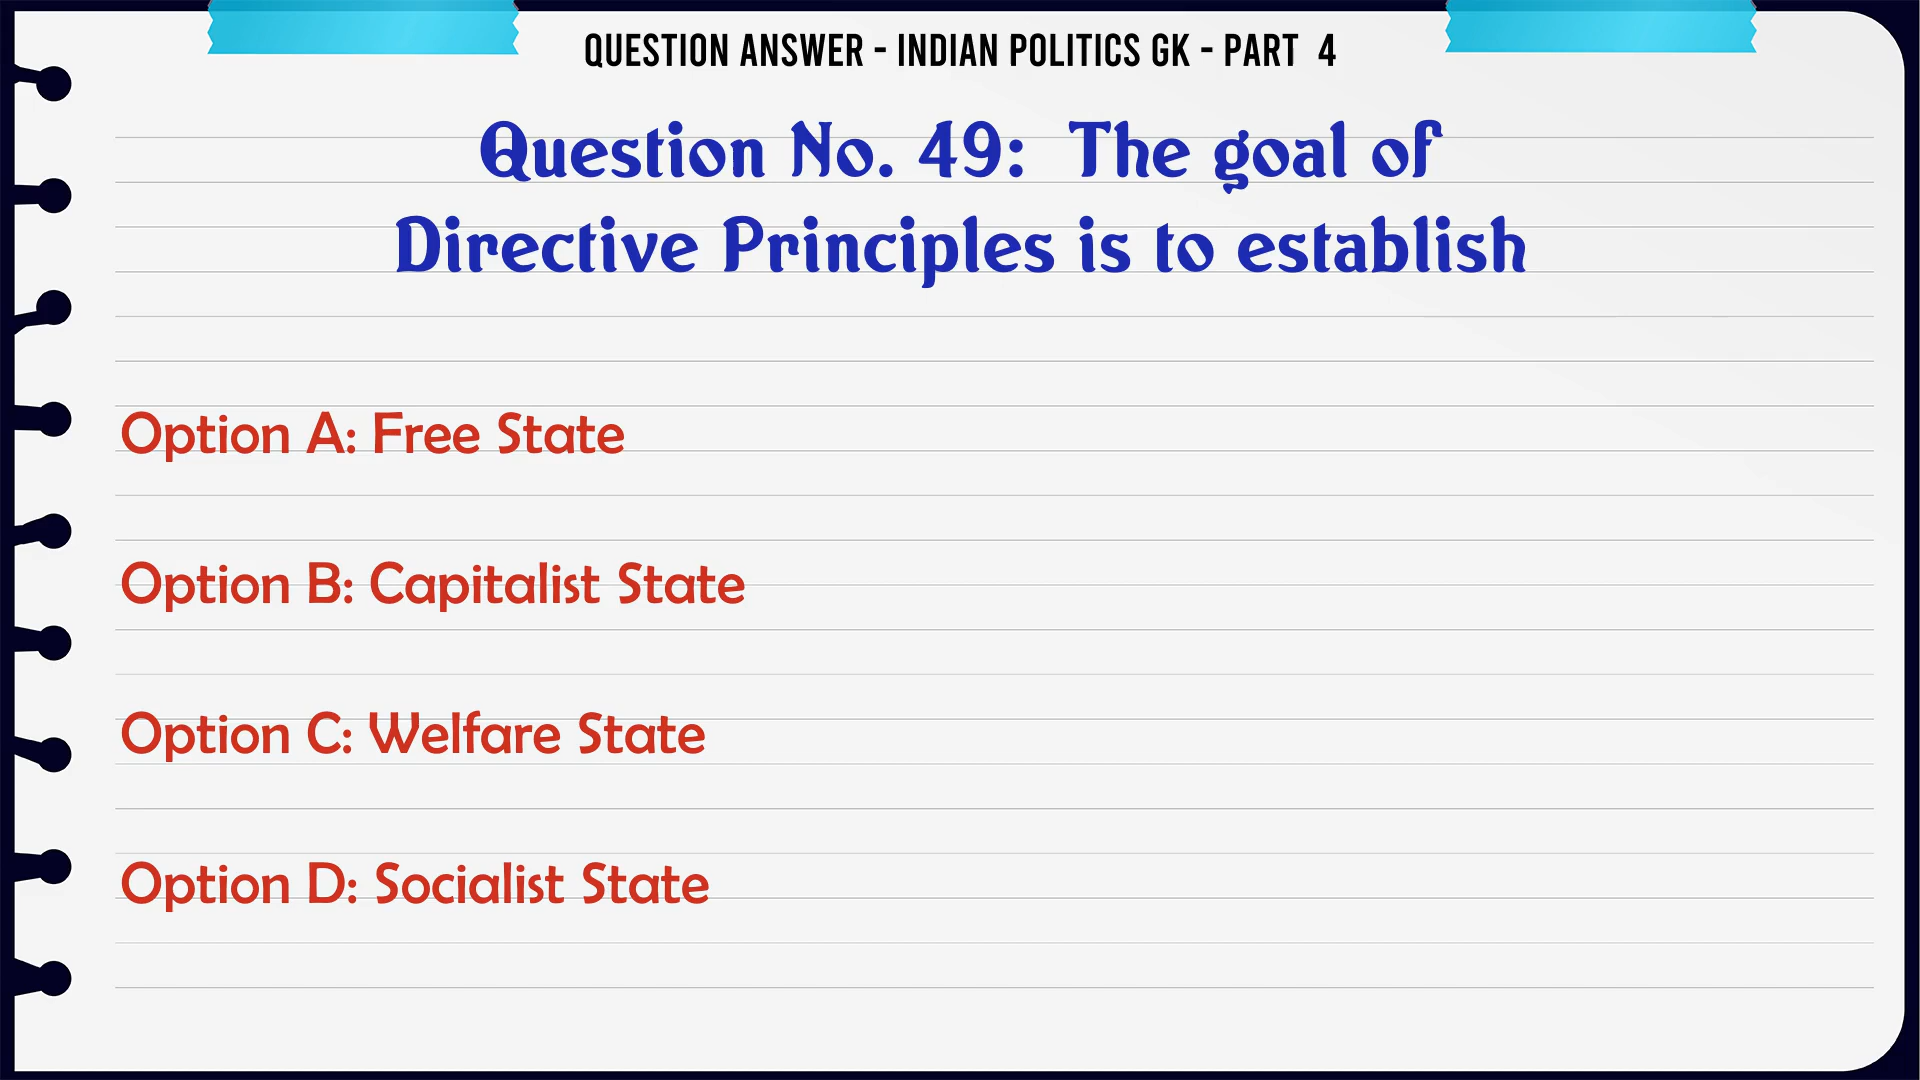 QUESTION ANSWER - INDIAN POLITICS GK - PART 4
Question No. 49: The goal of
Directive Principles is to establish
Option A: Free State
Option B: Capitalist State
Option C: Welfare State
Option D: Socialist State